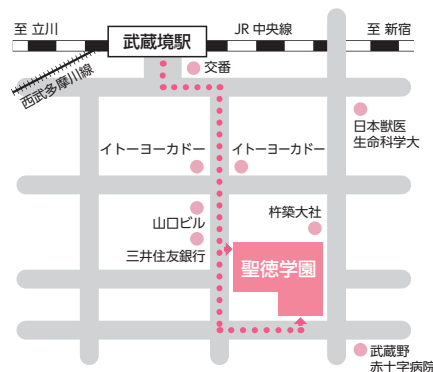 至 立川
武蔵境駅
JR 中央線
至 新宿
西武多摩川線
交番
日本獣医
生命科学大
イトーヨーカドー
イトーヨーカドー
山口ビル
杵築大社
三井住友銀行
聖徳学園
武蔵野
赤十字病院